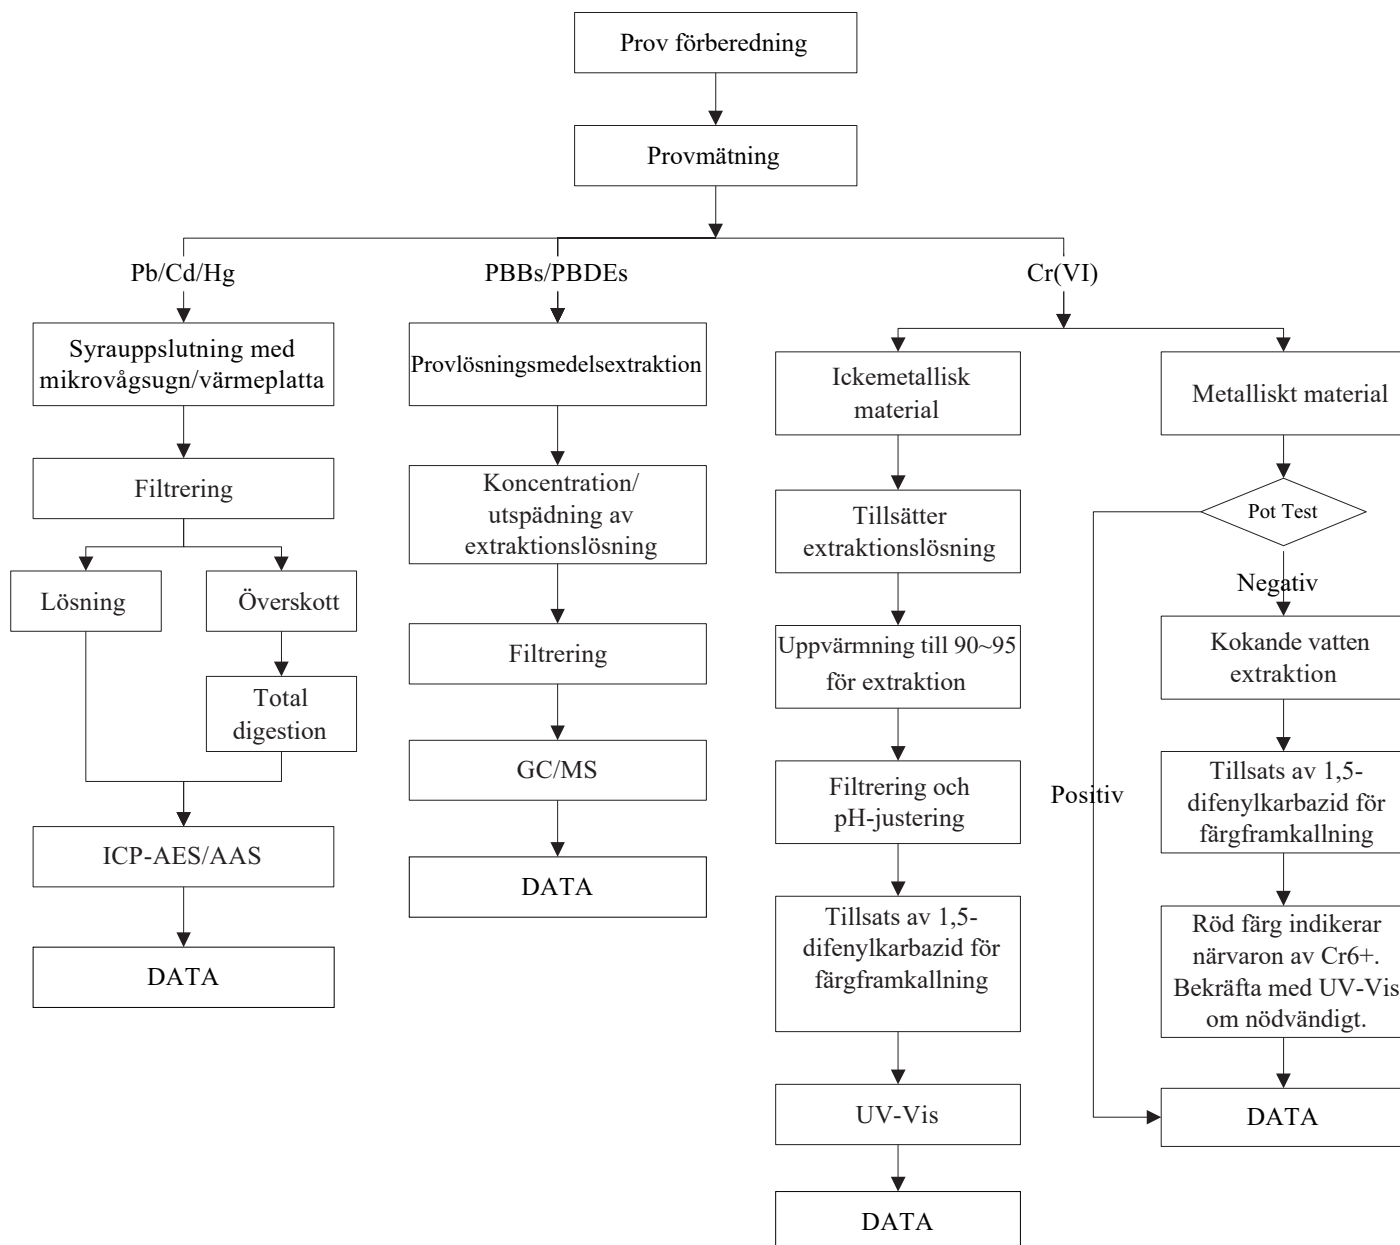 Prov förberedning
Provmätning
Pb/Cd/Hg
PBBs/PBDEs
Cr(VI)
Syrauppslutning med
mikrovågsugn/värmeplatta
Filtrering
Lösning
Överskott
Total
digestion
ICP-AES/AAS
DATA
Provlösningsmedelsextraktion
Koncentration/
utspädning av
extraktionslösning
Filtrering
GC/MS
DATA
Ickemetallisk
material
Tillsätter
extraktionslösning
Uppvärmning till 90~95
för extraktion
Filtrering och
pH-justering
Tillsats av 1,5-
difenylkarbazid för
färgframkallning
UV-Vis
DATA
Metalliskt material
Pot Test
Negativ
Positiv
Kokande vatten
extraktion
Tillsats av 1,5-
difenylkarbazid för
färgframkallning
Röd färg indikerar
närvaron av Cr6+.
Bekräfta med UV-Vis
om nödvändigt.
DATA